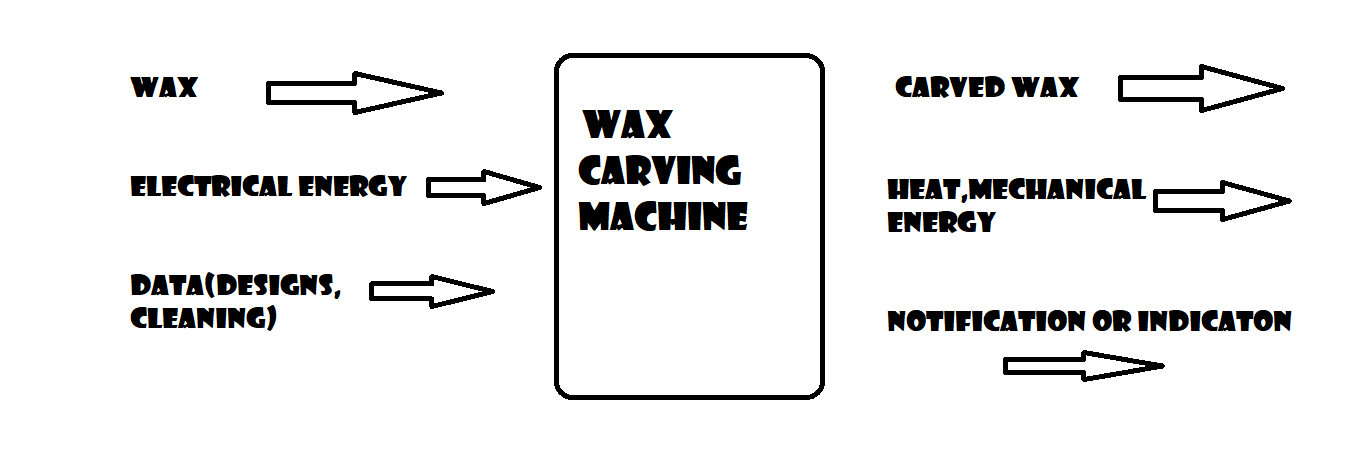 WAX
ELECTRICAL ENERGY
DATA(DESIGNS,
CLEANING)
WAX
CARVING
MACHINE
CARVED WAX
HEAT,MECHANICAL
ENERGY
NOTIFICATION OR INDICATON